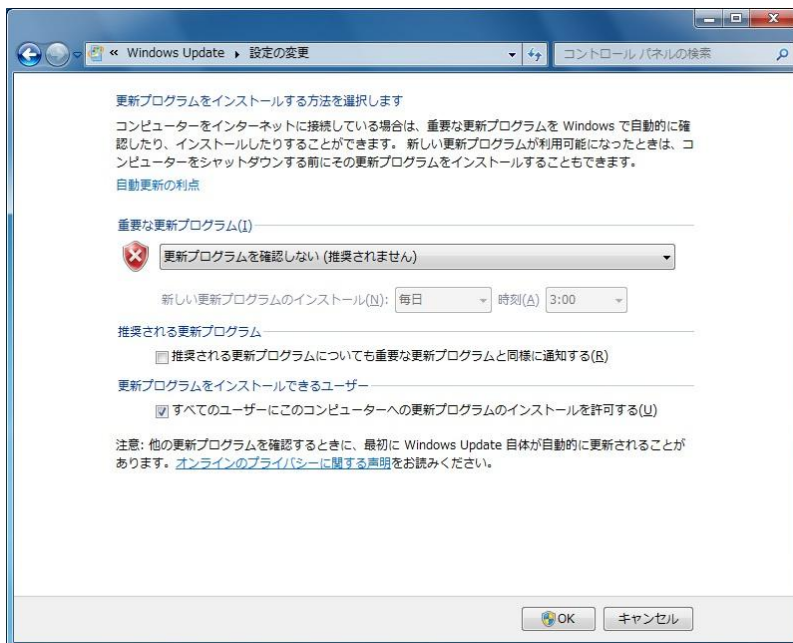 « Windows Update ▸ 設定の変更
コントロール パネルの検索
更新プログラムをインストールする方法を選択します
コンピューターをインターネットに接続している場合は、重要な更新プログラムを Windows で自動的に確
認したり、インストールしたりすることができます。 新しい更新プログラムが利用可能になったときは、コ
ンピューターをシャットダウンする前にその更新プログラムをインストールすることもできます。
自動更新の利点
重要な更新プログラム(I)
更新プログラムを確認しない (推奨されません)
新しい更新プログラムのインストール(N): 毎日 時刻(A) 3:00
推奨される更新プログラム
推奨される更新プログラムについても重要な更新プログラムと同様に通知する(R)
更新プログラムをインストールできるユーザー
すべてのユーザーにこのコンピューターへの更新プログラムのインストールを許可する(U)
注意: 他の更新プログラムを確認するときに、最初に Windows Update 自体が自動的に更新されることが
あります。オンラインのプライバシーに関する声明をお読みください。
OK キャンセル